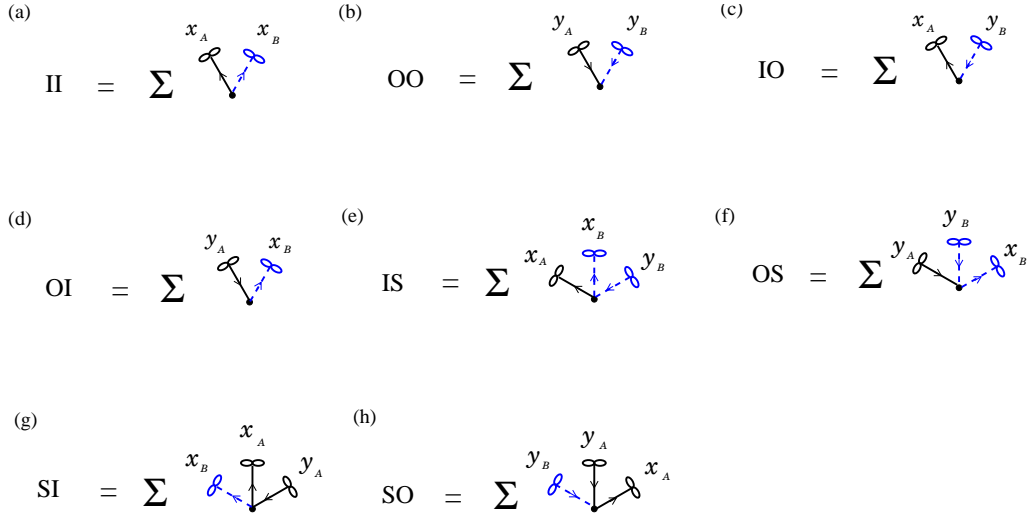 (a) (b) (c)
x_A x_B y_A y_B x_A y_B
II = Σ OO = Σ IO = Σ
(d) (e) (f)
y_A x_B x_A x_B y_B y_A y_B x_B
OI = Σ IS = Σ OS = Σ
(g) (h)
x_B x_A y_A y_B y_A x_A
SI = Σ SO = Σ